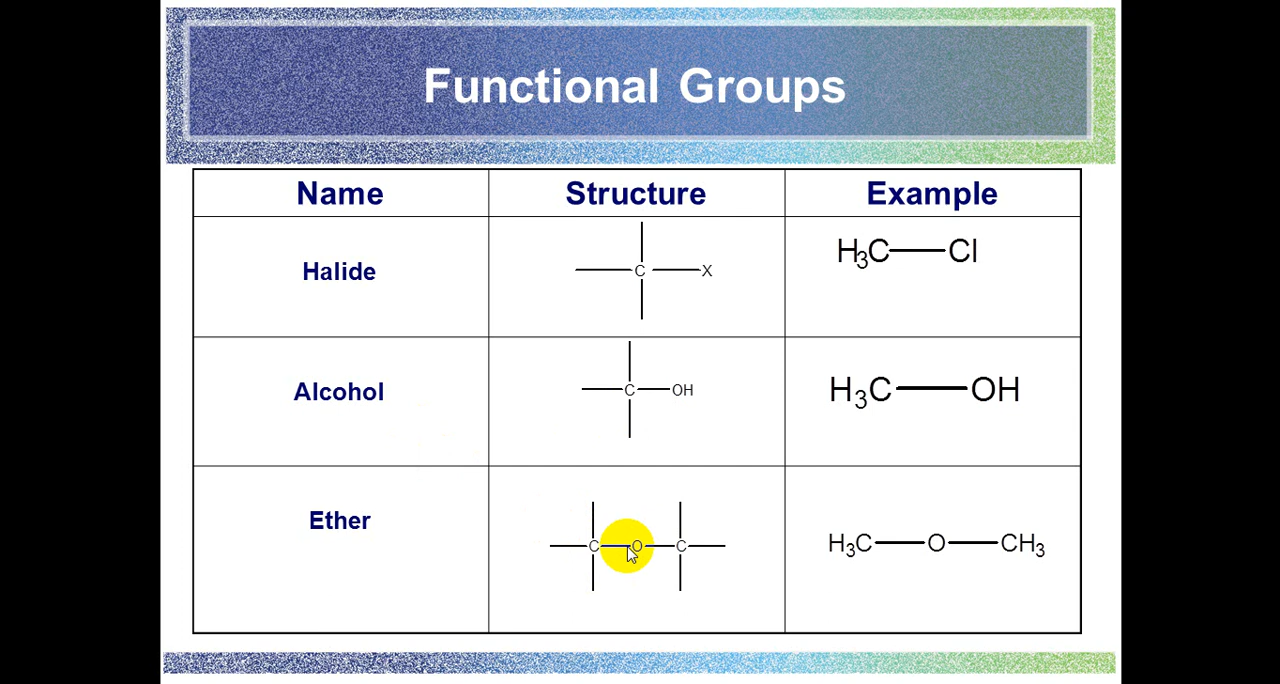 Functional Groups
Name Structure Example
Halide C X H3C Cl
Alcohol C OH H3C OH
Ether C O C H3C O CH3